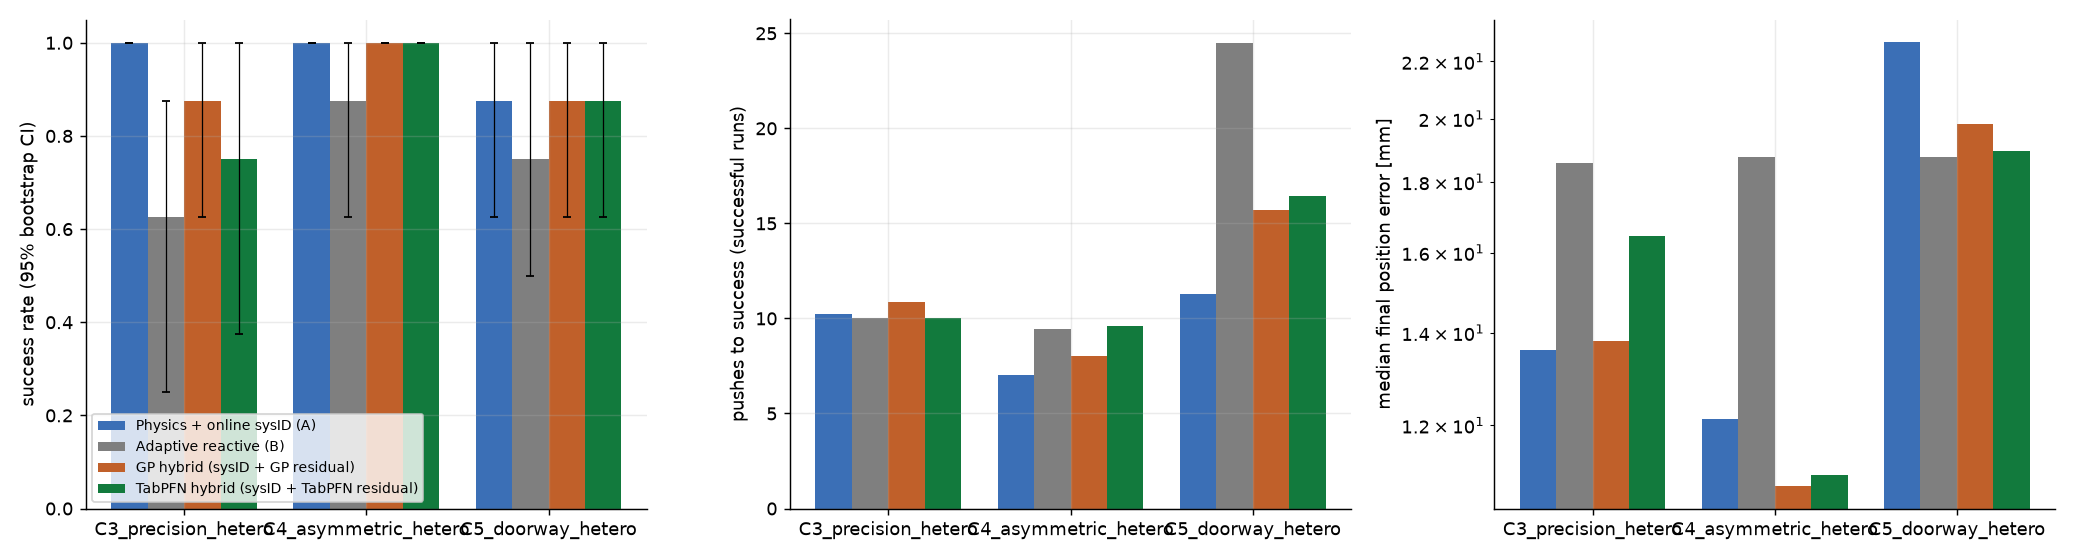 success rate (95% bootstrap CI)
1.0
0.8
0.6
0.4
0.2
0.0
Physics + online sysID (A)
Adaptive reactive (B)
GP hybrid (sysID + GP residual)
TabPFN hybrid (sysID + TabPFN residual)
C3_precision_hetero C4_asymmetric_hetero C5_doorway_hetero
pushes to success (successful runs)
25
20
15
10
5
0
C3_precision_hetero C4_asymmetric_hetero C5_doorway_hetero
median final position error [mm]
2.2 × 10¹
2 × 10¹
1.8 × 10¹
1.6 × 10¹
1.4 × 10¹
1.2 × 10¹
C3_precision_hetero C4_asymmetric_hetero C5_doorway_hetero